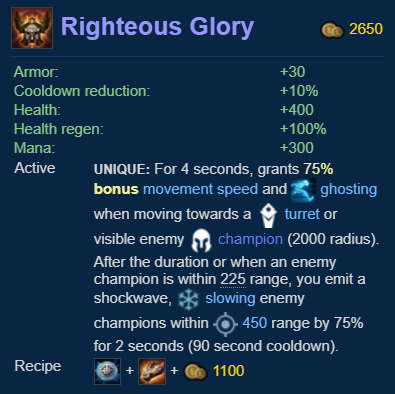 Righteous Glory 2650
Armor: +30
Cooldown reduction: +10%
Health: +400
Health regen: +100%
Mana: +300
Active UNIQUE: For 4 seconds, grants 75%
bonus movement speed and ghosting
when moving towards a turret or
visible enemy champion (2000 radius).
After the duration or when an enemy
champion is within 225 range, you emit a
shockwave, slowing enemy
champions within 450 range by 75%
for 2 seconds (90 second cooldown).
Recipe + + 1100